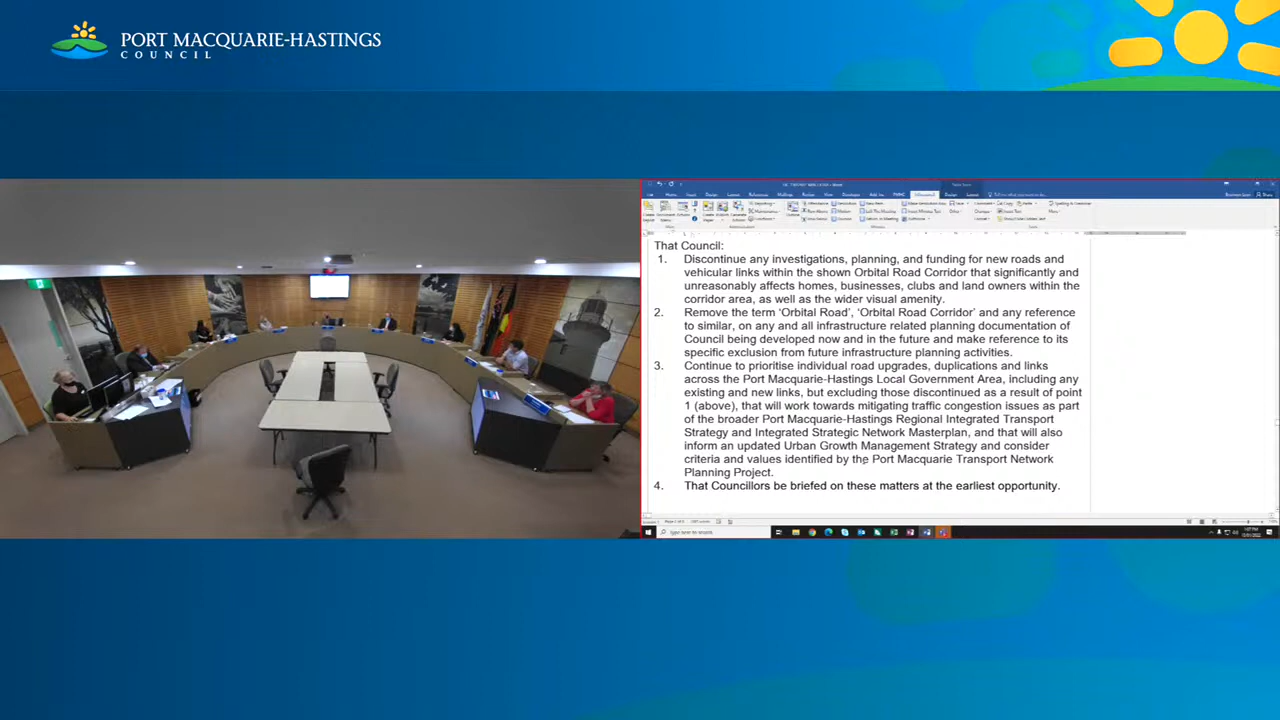 PORT MACQUARIE-HASTINGS
COUNCIL
That Council:
1. Discontinue any investigations, planning, and funding for new roads and
vehicular links within the shown Orbital Road Corridor that significantly and
unreasonably affects homes, businesses, clubs and land owners within the
corridor area, as well as the wider visual amenity.
2. Remove the term ‘Orbital Road’, ‘Orbital Road Corridor’ and any reference
to similar, on any and all infrastructure related planning documentation of
Council being developed now and in the future and make reference to its
specific exclusion from future infrastructure planning activities.
3. Continue to prioritise individual road upgrades, duplications and links
across the Port Macquarie-Hastings Local Government Area, including any
existing and new links, but excluding those discontinued as a result of point
1 (above), that will work towards mitigating traffic congestion issues as part
of the broader Port Macquarie-Hastings Regional Integrated Transport
Strategy and Integrated Strategic Network Masterplan, and that will also
inform an updated Urban Growth Management Strategy and consider
criteria and values identified by the Port Macquarie Transport Network
Planning Project.
4. That Councillors be briefed on these matters at the earliest opportunity.
Type here to search